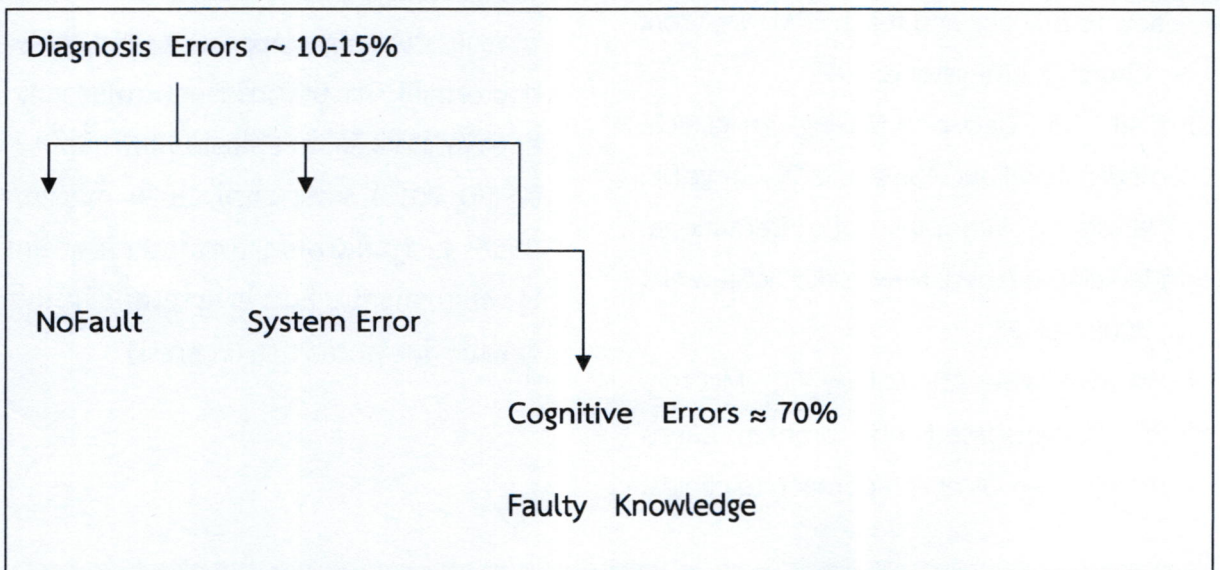 Diagnosis Errors ~ 10-15%
NoFault System Error
Cognitive Errors ≈ 70%
Faulty Knowledge